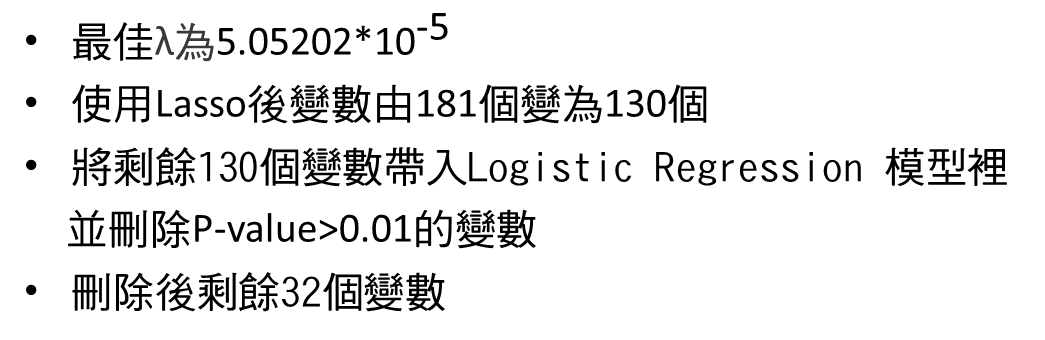 • 最佳λ為5.05202*10⁻⁵
• 使用Lasso後變數由181個變為130個
• 將剩餘130個變數帶入Logistic Regression 模型裡
並刪除P-value>0.01的變數
• 刪除後剩餘32個變數